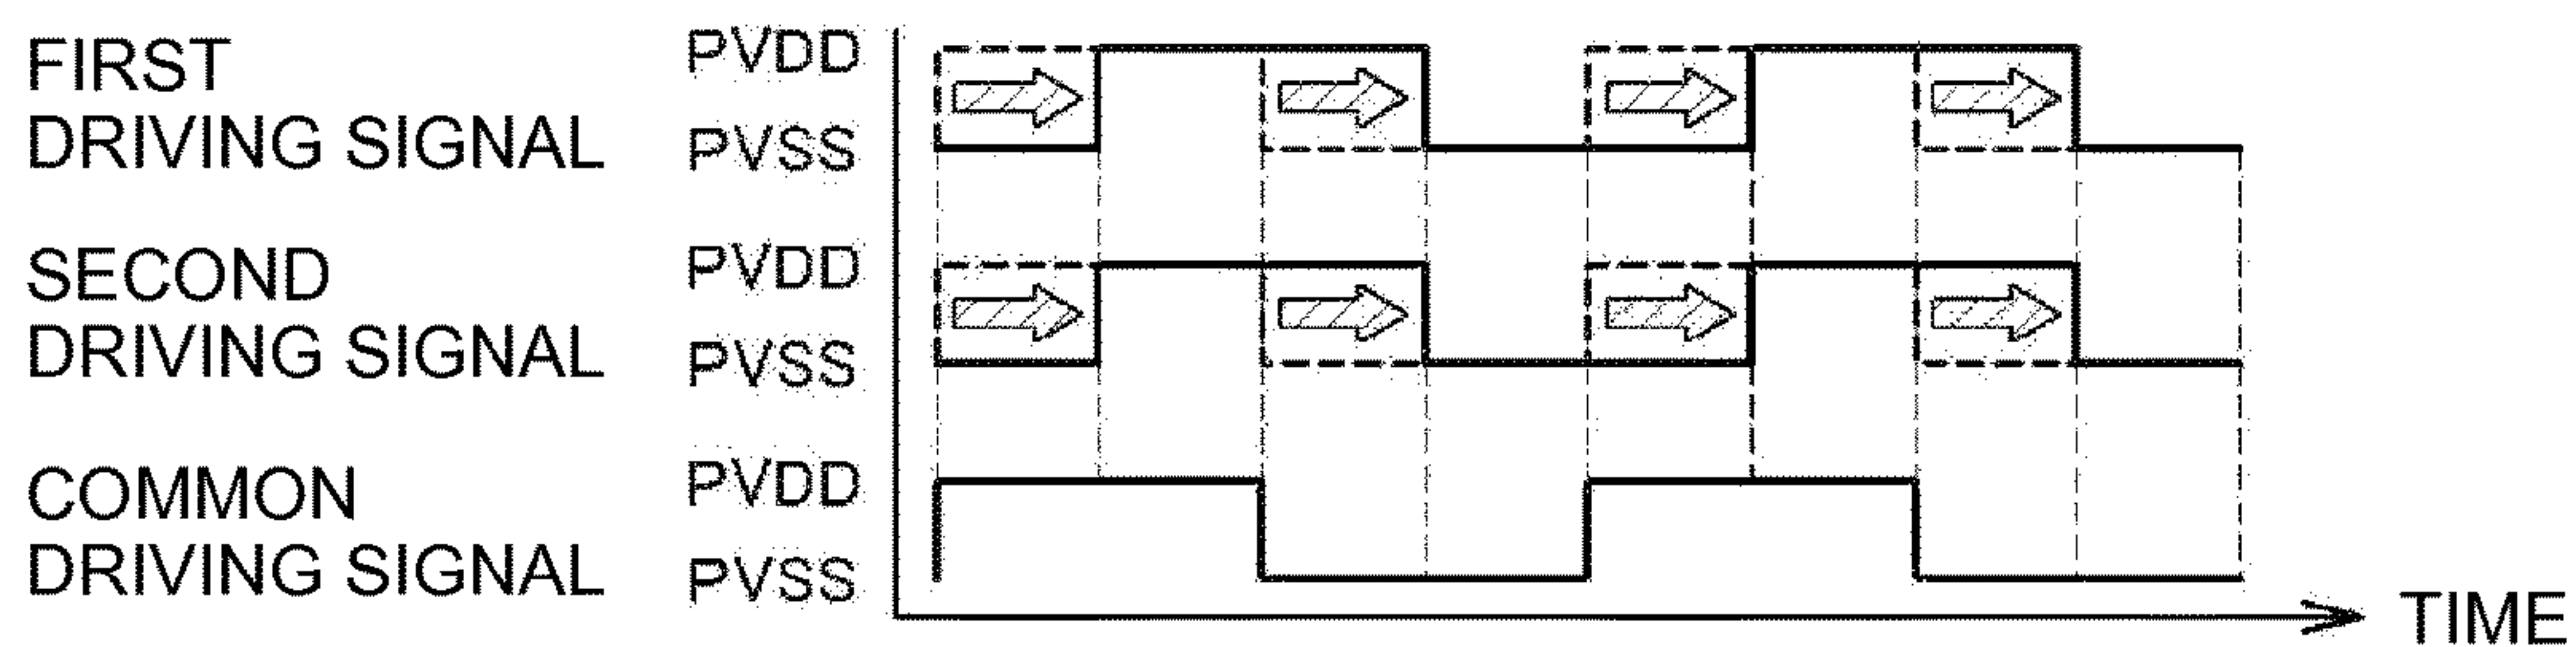 FIRST
DRIVING SIGNAL
PVDD
PVSS
SECOND
DRIVING SIGNAL
PVDD
PVSS
COMMON
DRIVING SIGNAL
PVDD
PVSS
TIME